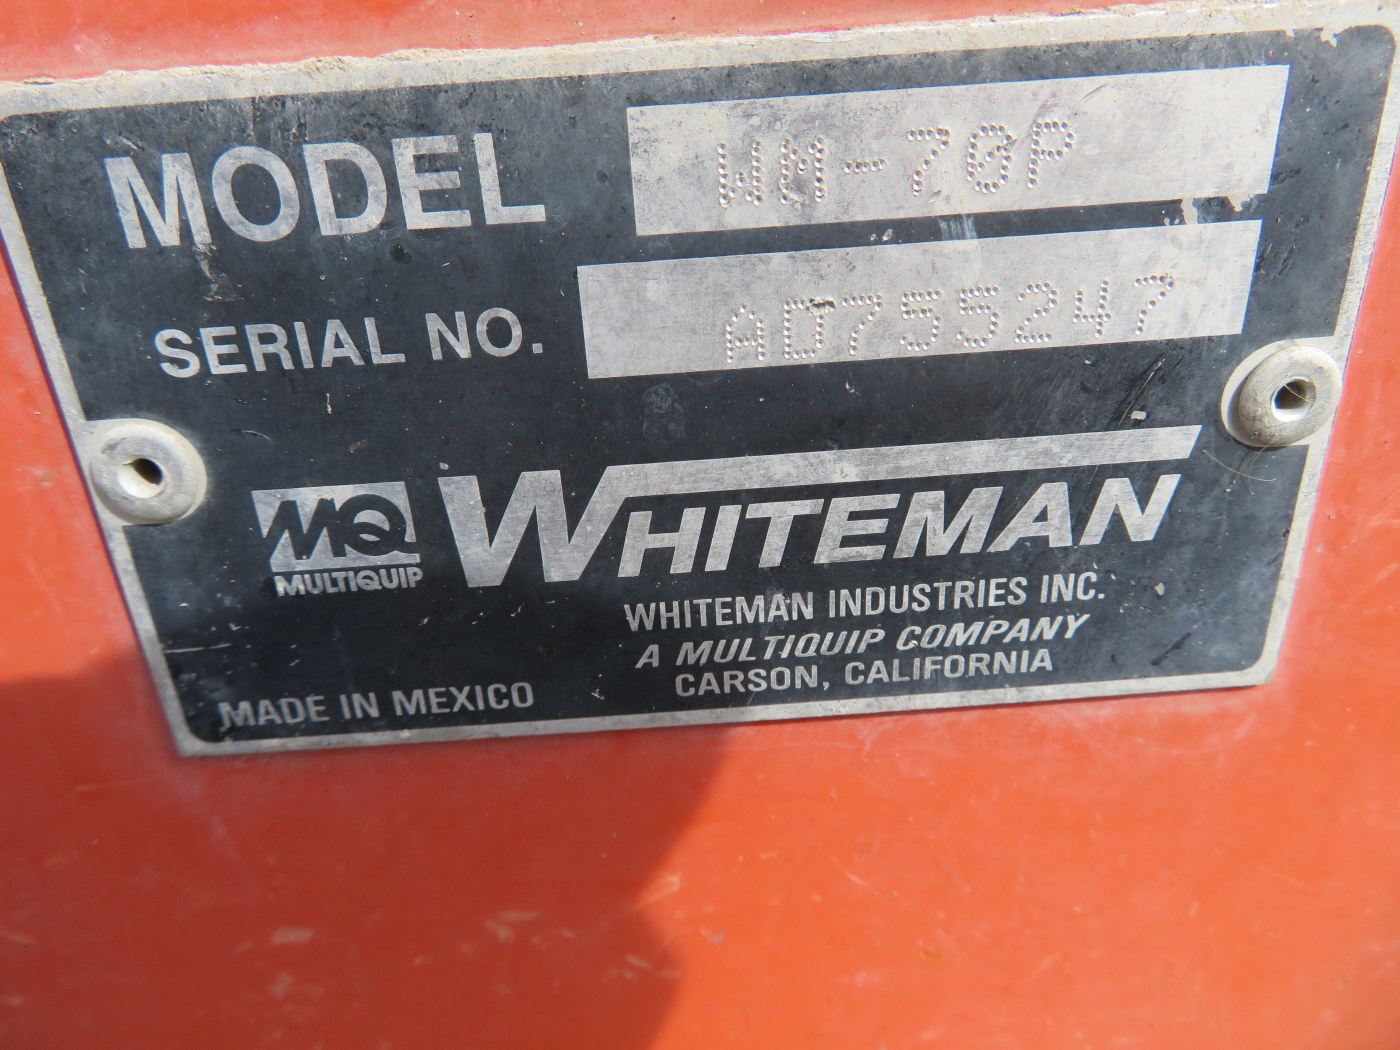 MODEL WM-70P
SERIAL NO. AD755247
MQ
MULTIQUIP
WHITEMAN
WHITEMAN INDUSTRIES INC.
A MULTIQUIP COMPANY
CARSON, CALIFORNIA
MADE IN MEXICO